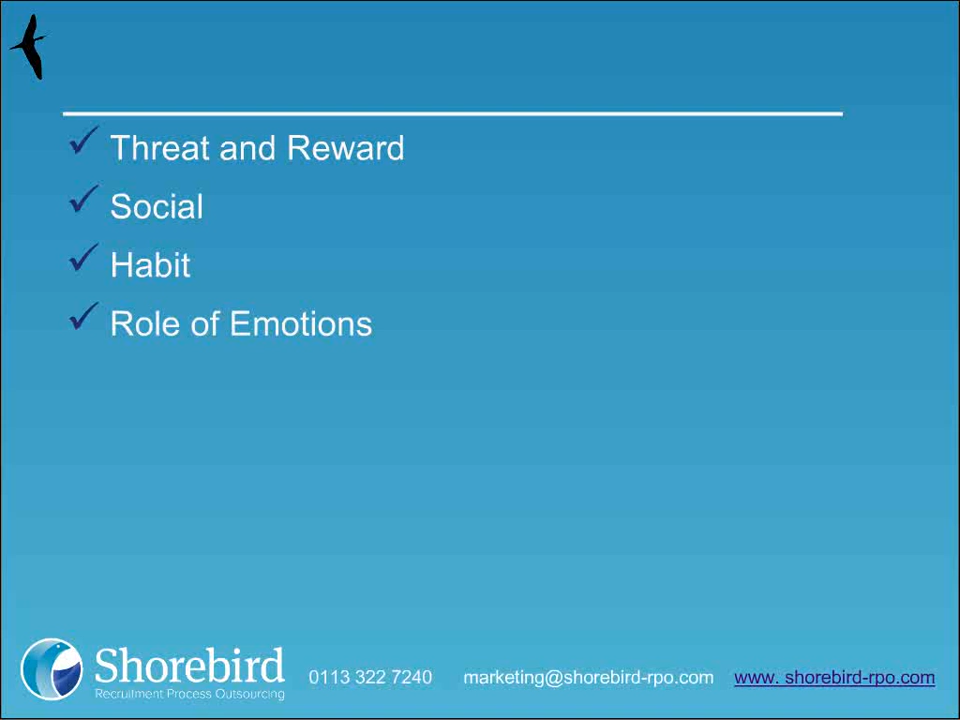 Threat and Reward
Social
Habit
Role of Emotions
Shorebird
Recruitment Process Outsourcing
0113 322 7240 marketing@shorebird-rpo.com www. shorebird-rpo.com